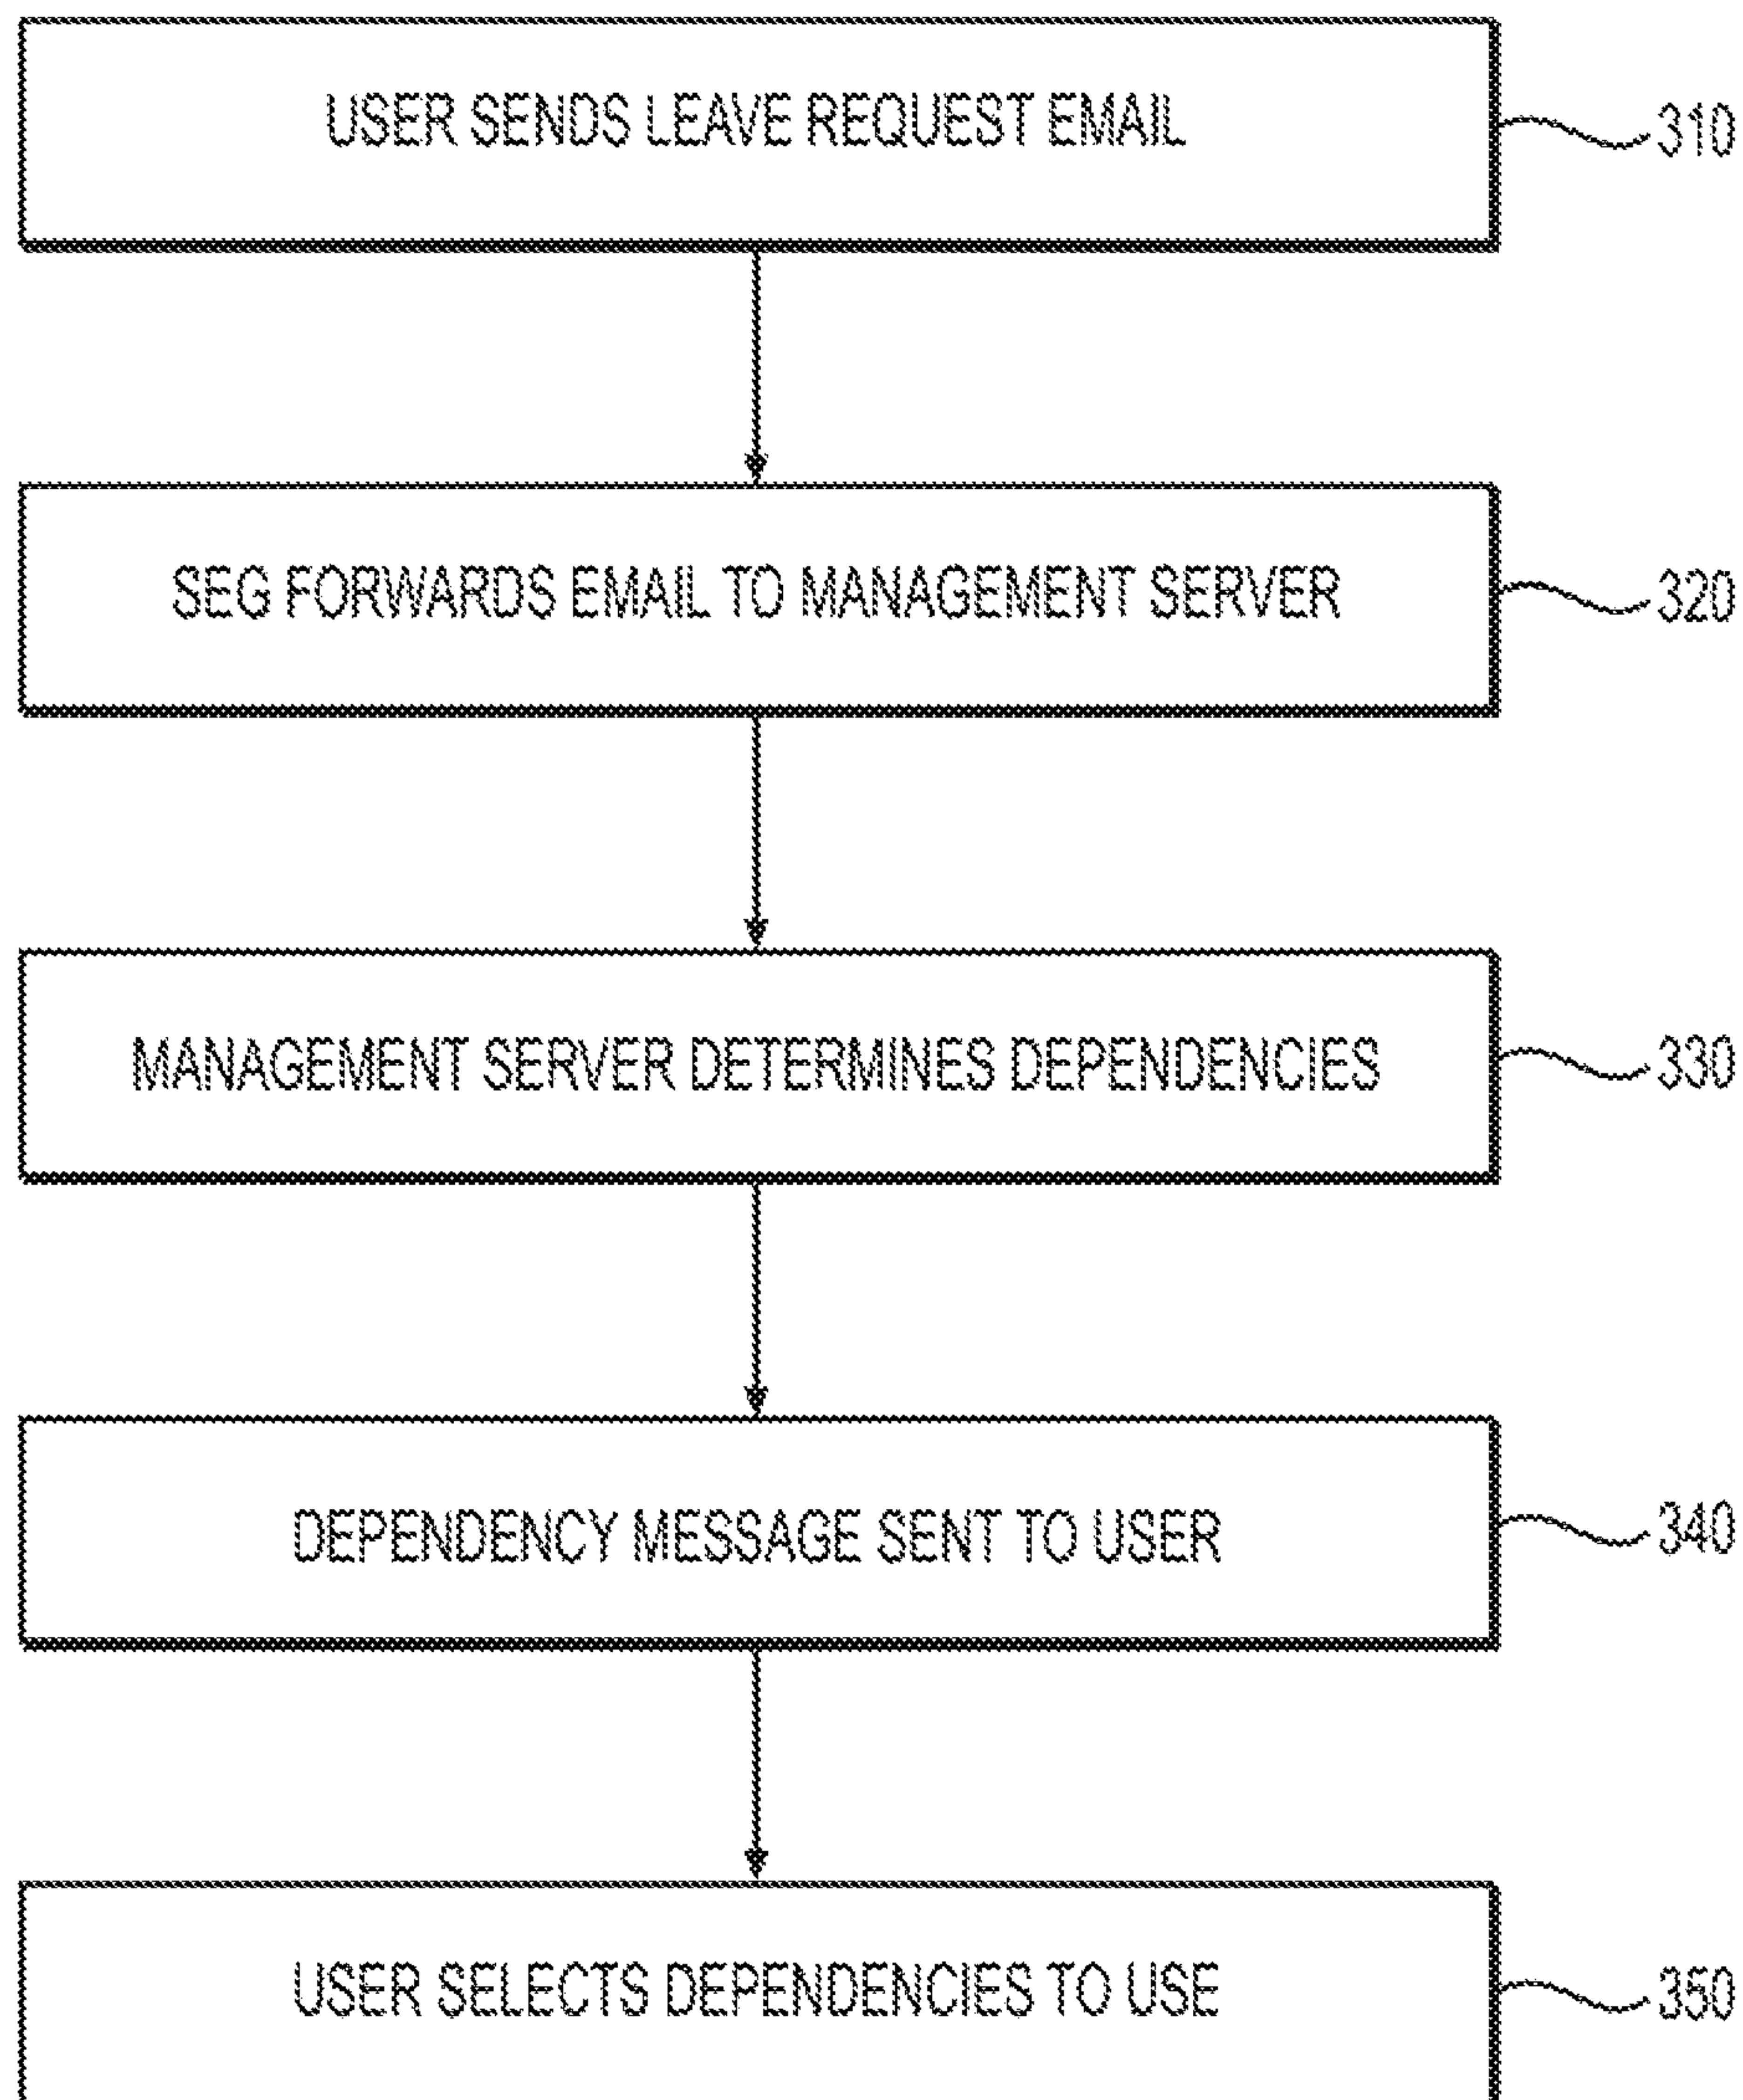 USER SENDS LEAVE REQUEST EMAIL
310
SEG FORWARDS EMAIL TO MANAGEMENT SERVER
320
MANAGEMENT SERVER DETERMINES DEPENDENCIES
330
DEPENDENCY MESSAGE SENT TO USER
340
USER SELECTS DEPENDENCIES TO USE
350